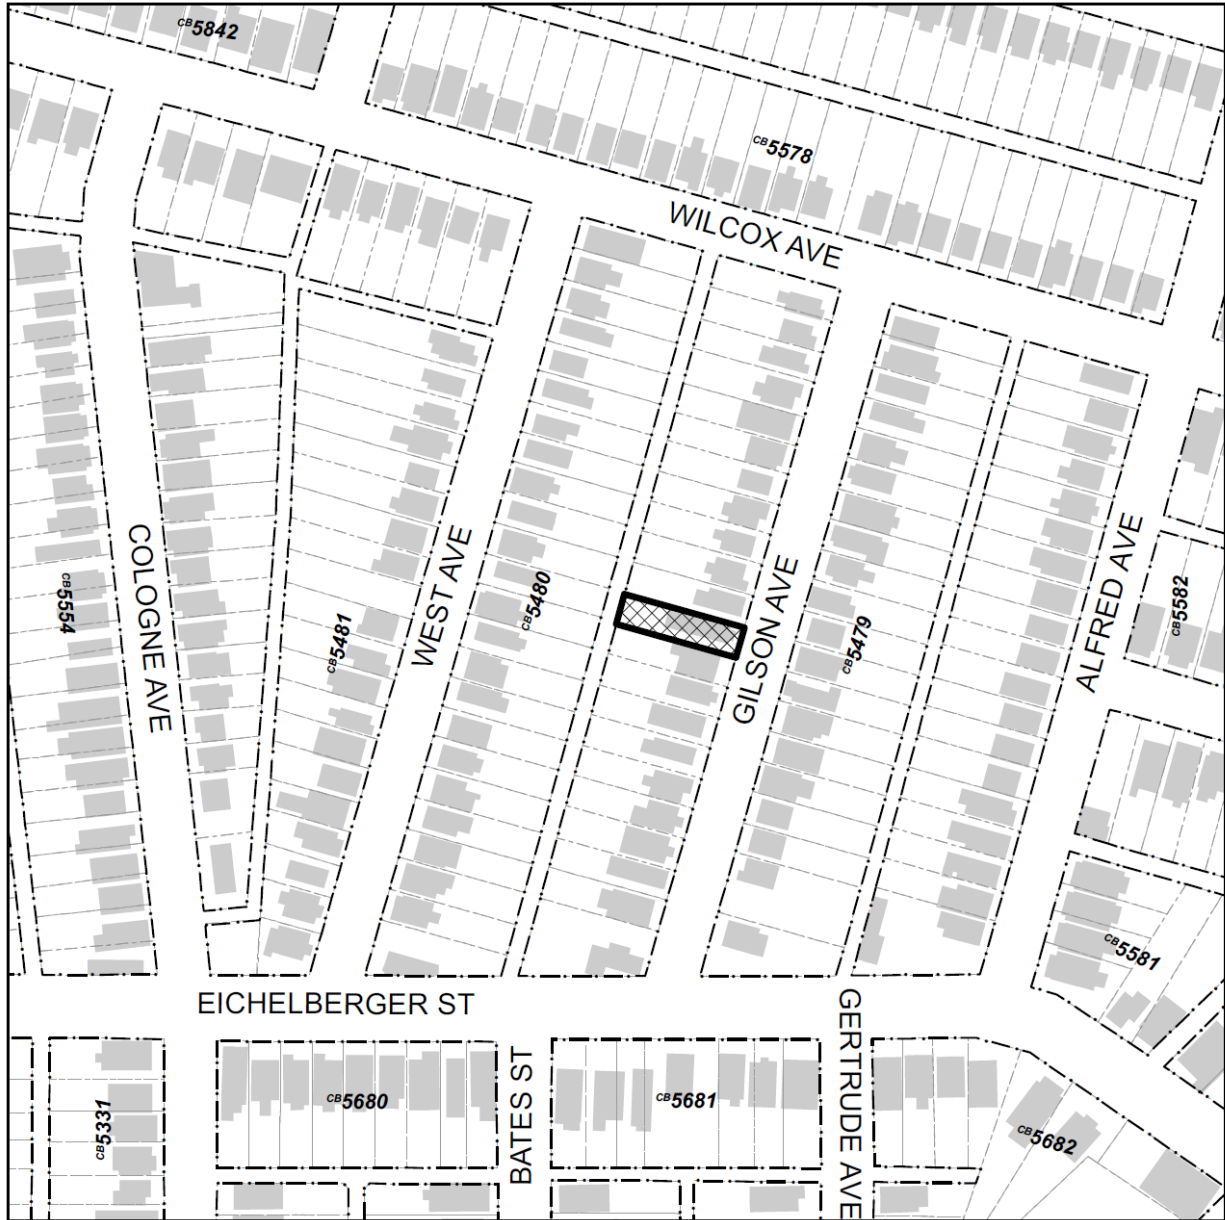 CB5842
CB5578
WILCOX AVE
COLOGNE AVE
WEST AVE
CB5480
GILSON AVE
ALFRED AVE
CB5554
CB5481
CB5479
CB5582
CB5581
EICHELBERGER ST
GERTRUDE AVE
BATES ST
CB5680
CB5681
CB5331
CB5682